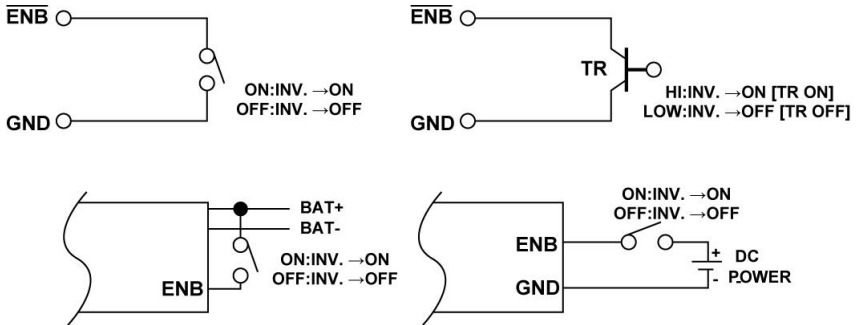 E̅N̅B̅
GND
ON:INV. →ON
OFF:INV. →OFF
E̅N̅B̅
TR
GND
HI:INV. →ON [TR ON]
LOW:INV. →OFF [TR OFF]
BAT+
BAT-
ON:INV. →ON
OFF:INV. →OFF
ENB
ON:INV. →ON
OFF:INV. →OFF
ENB
GND
+ DC
- POWER